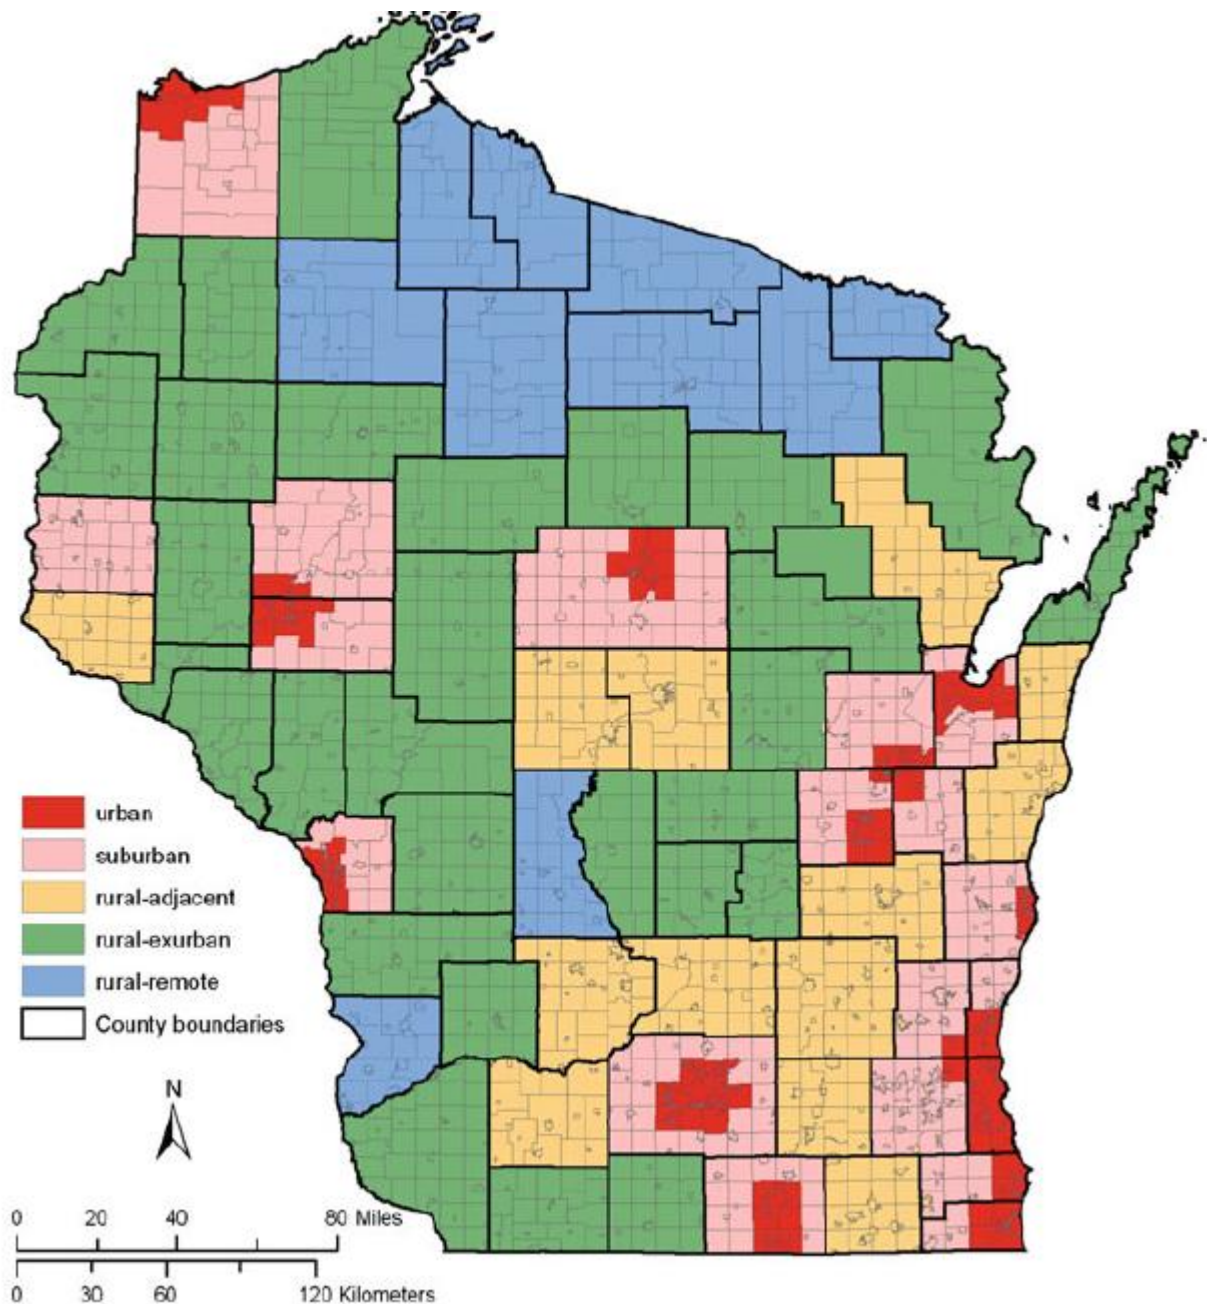 urban
suburban
rural-adjacent
rural-exurban
rural-remote
County boundaries
N
0 20 40 80 Miles
0 30 60 120 Kilometers